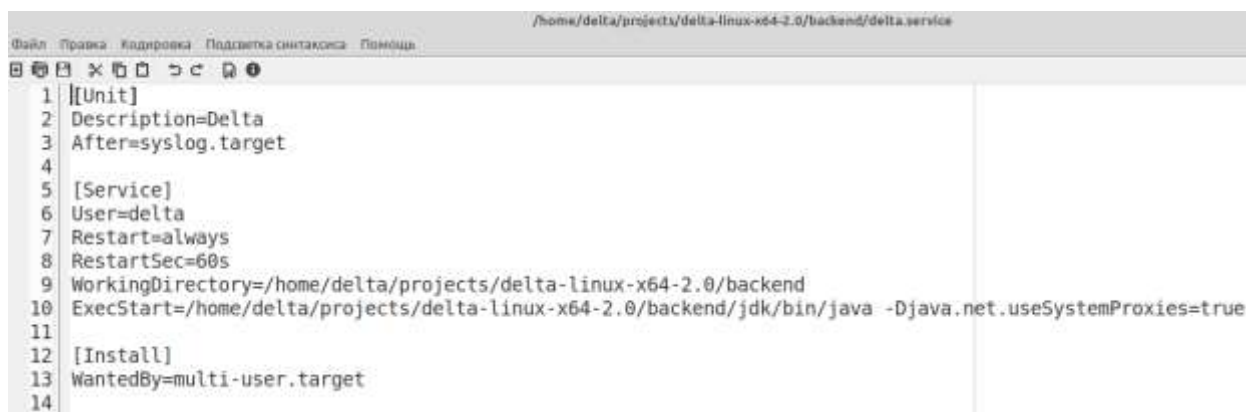 /home/delta/projects/delta-linux-x64-2.0/backend/delta.service
Файл Правка Кодировка Подсветка синтаксиса Помощь
1 [Unit]
2 Description=Delta
3 After=syslog.target
4
5 [Service]
6 User=delta
7 Restart=always
8 RestartSec=60s
9 WorkingDirectory=/home/delta/projects/delta-linux-x64-2.0/backend
10 ExecStart=/home/delta/projects/delta-linux-x64-2.0/backend/jdk/bin/java -Djava.net.useSystemProxies=true
11
12 [Install]
13 WantedBy=multi-user.target
14